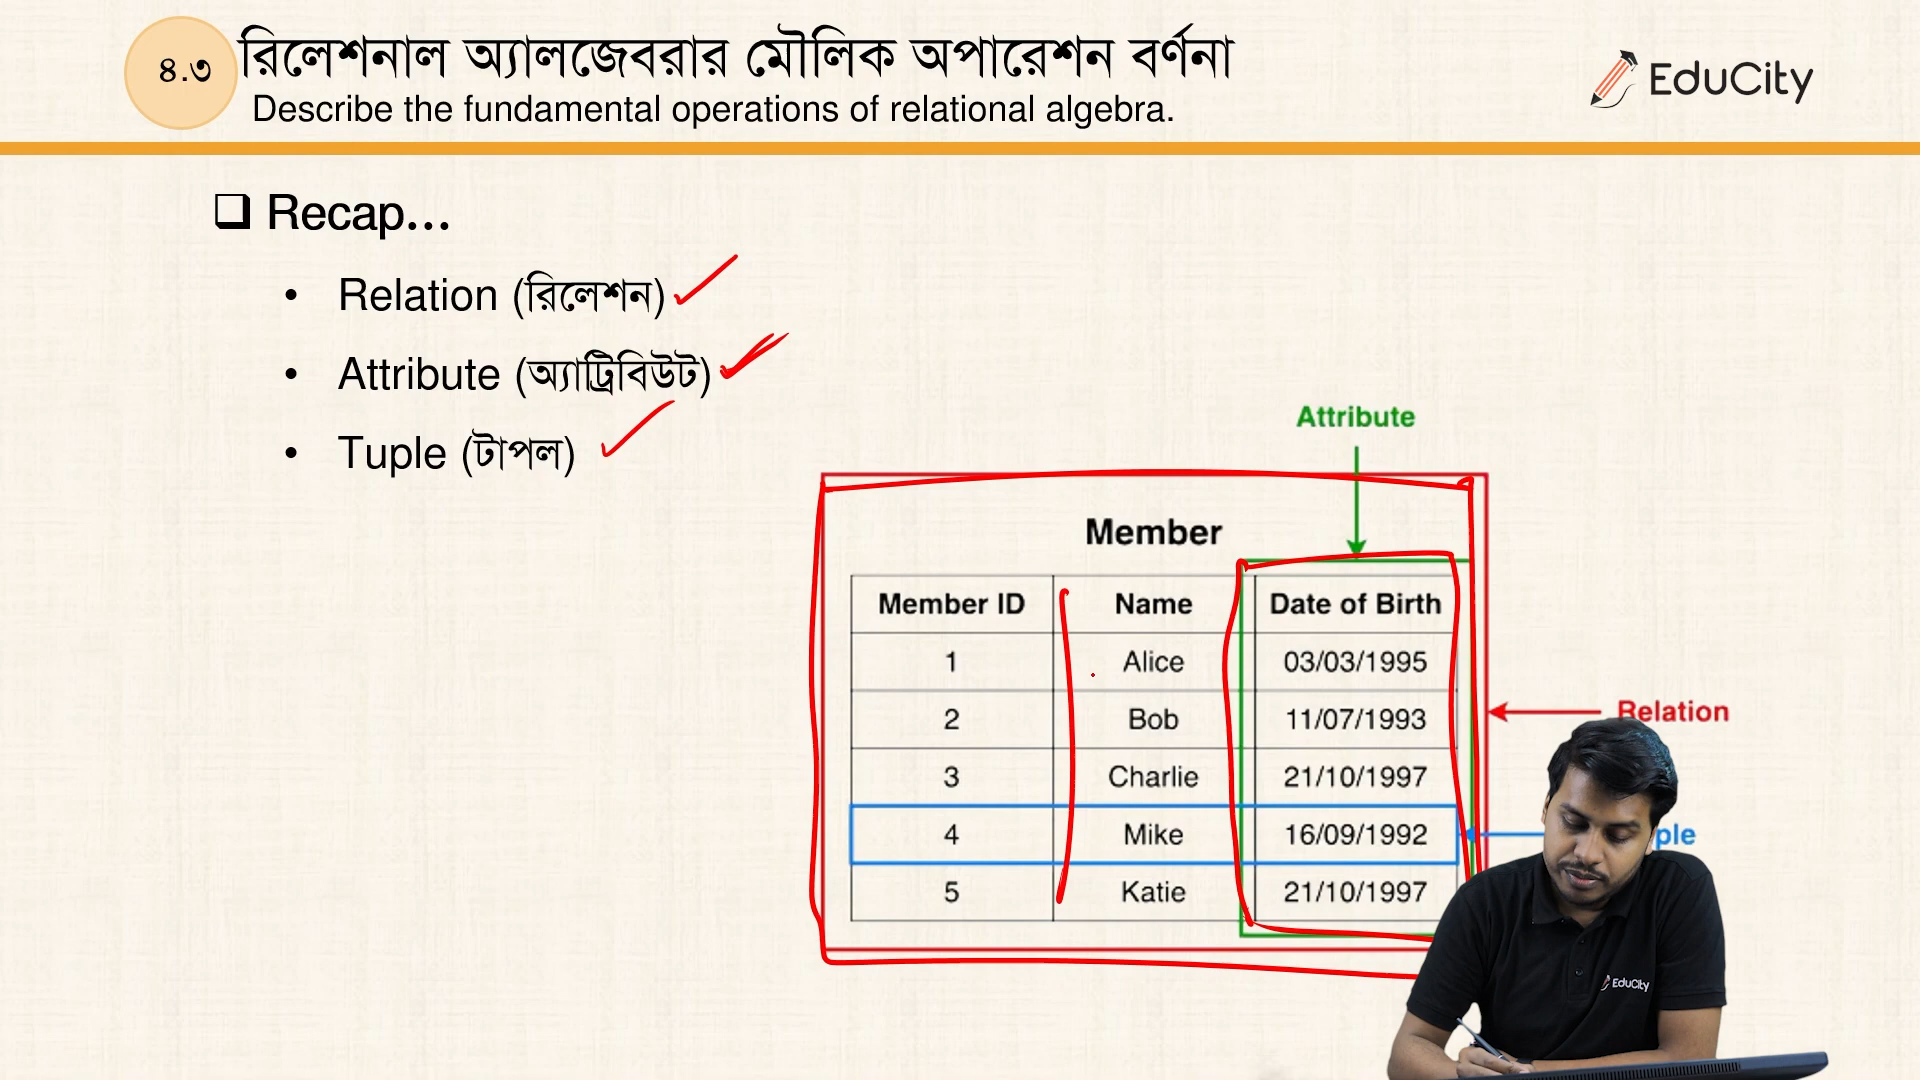 ৪.৩
রিলেশনাল অ্যালজেবরার মৌলিক অপারেশন বর্ণনা
Describe the fundamental operations of relational algebra.
EduCity
❑ Recap...
• Relation (রিলেশন)
• Attribute (অ্যাট্রিবিউট)
• Tuple (টাপল)
Attribute
Member
Member ID Name Date of Birth
1 Alice 03/03/1995
2 Bob 11/07/1993
Relation
3 Charlie 21/10/1997
4 Mike 16/09/1992
5 Katie 21/10/1997
EduCity